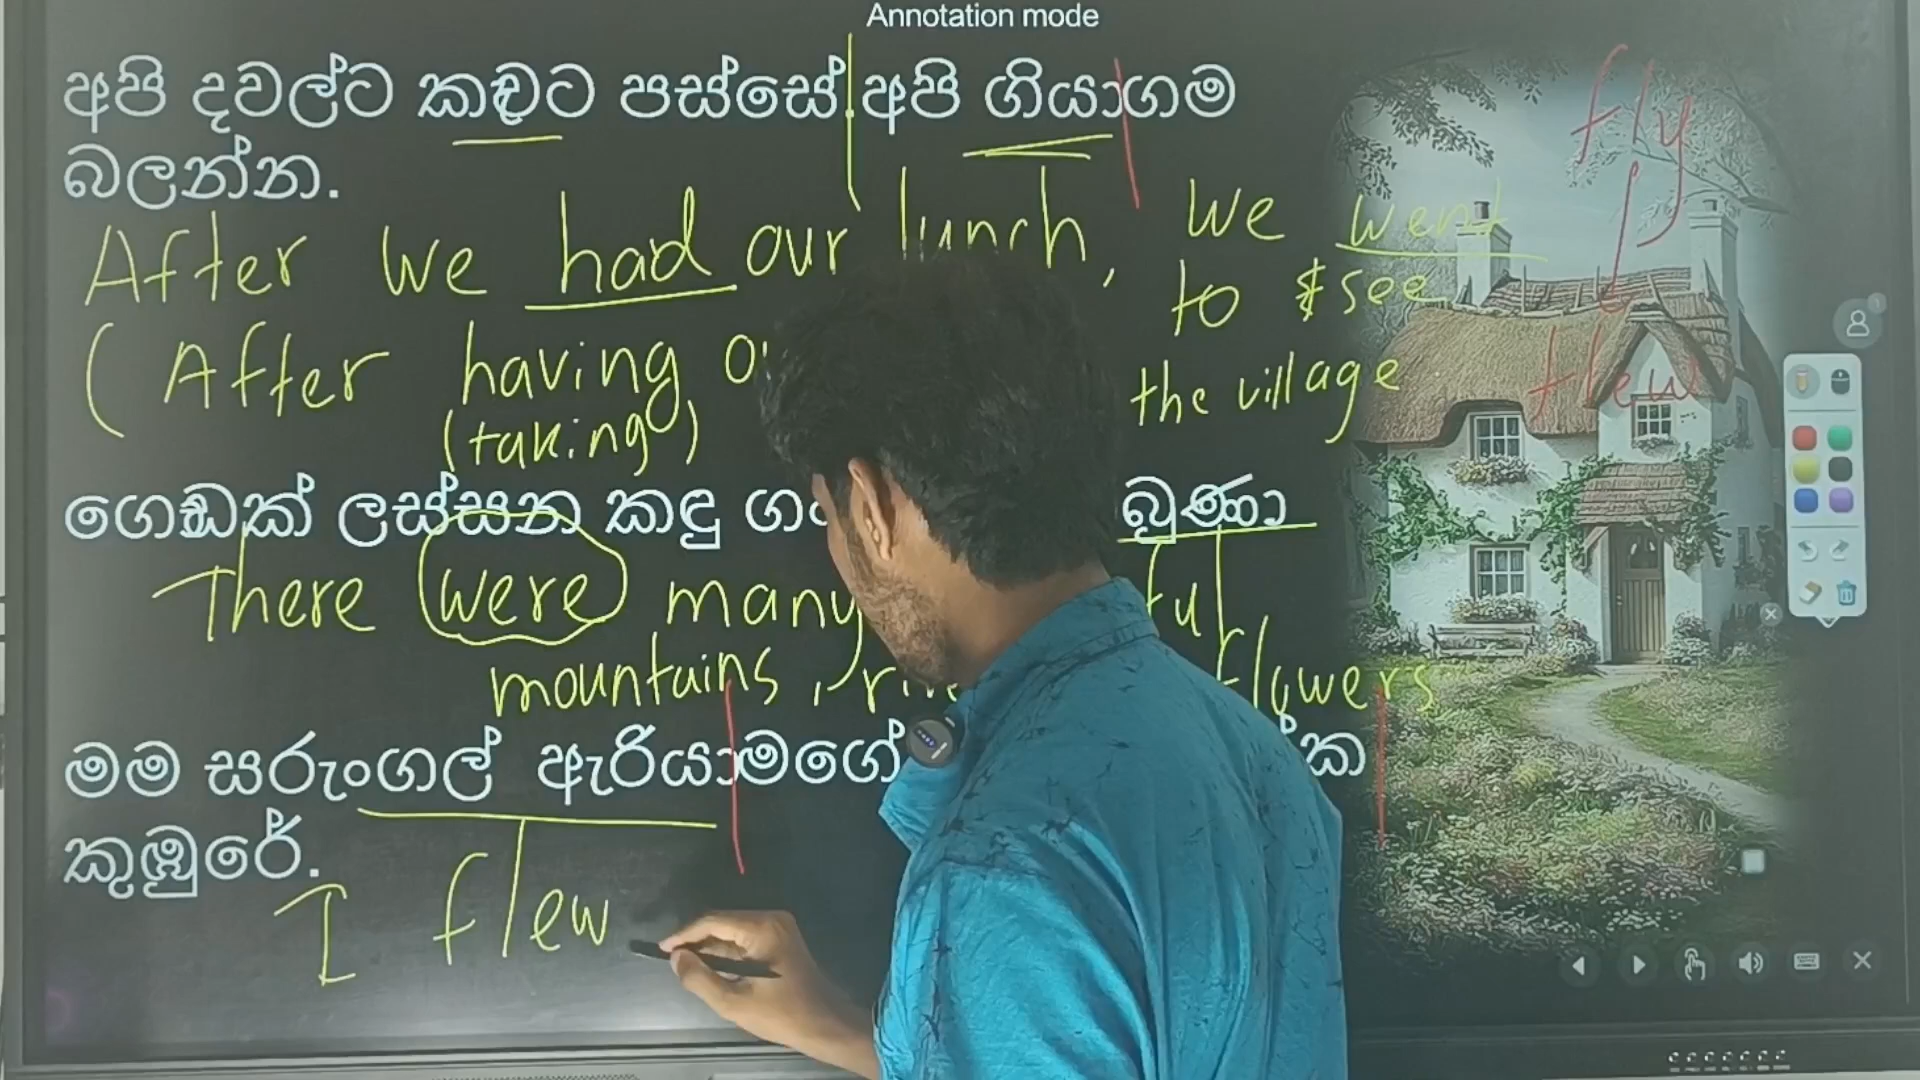 Annotation mode
අපි දවල්ට කෑවට පස්සේ.අපි ගියාගම
බලන්න.
After we had our lunch, we went
to see
(After having
the village
(taking)
fly
flew
ගොඩක් ලස්සන කඳු බුණා
There were many
mountains, flowers
මම සරුංගල් ඇරියාමගේ
කුඹුරේ.
I flew